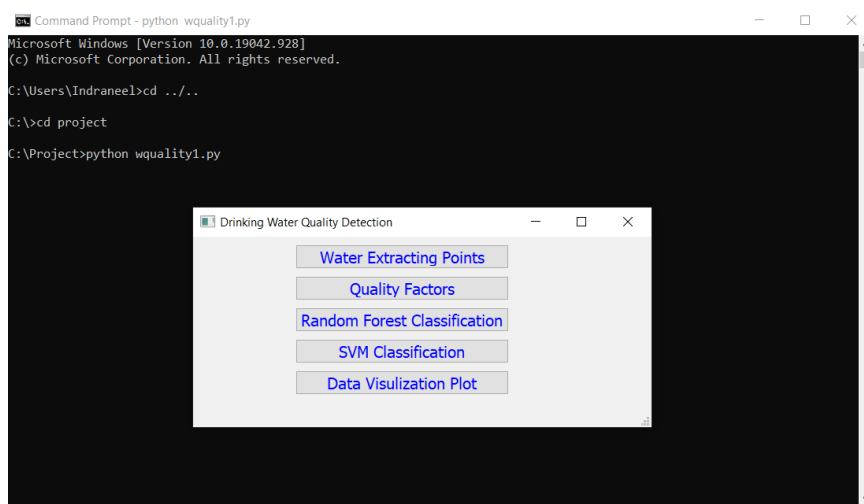 Command Prompt - python wquality1.py
Microsoft Windows [Version 10.0.19042.928]
(c) Microsoft Corporation. All rights reserved.
C:\Users\Indraneel>cd ../..
C:\>cd project
C:\Project>python wquality1.py
Drinking Water Quality Detection
Water Extracting Points
Quality Factors
Random Forest Classification
SVM Classification
Data Visulization Plot